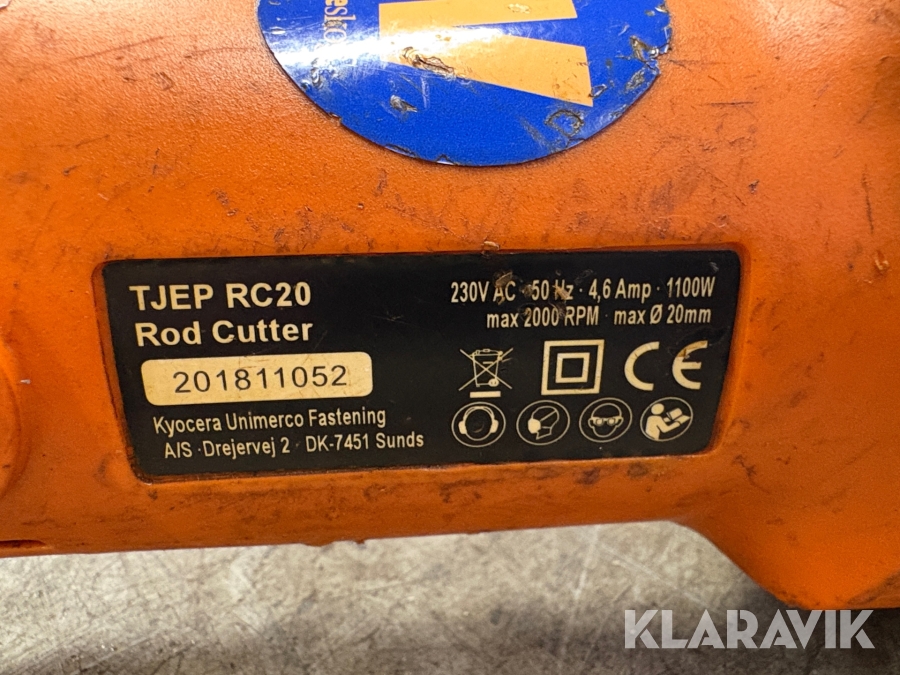 TJEP RC20
Rod Cutter
201811052
Kyocera Unimerco Fastening
A/S · Drejervej 2 · DK-7451 Sunds
230V AC · 50 Hz · 4,6 Amp · 1100W
max 2000 RPM · max Ø 20mm
CE
KLARAVIK